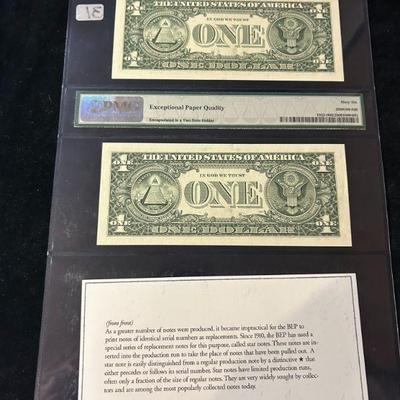 18
THE UNITED STATES OF AMERICA
IN GOD WE TRUST
ONE
ONE DOLLAR
PMG
Exceptional Paper Quality
Sixty Six
Encapsulated in a Two Note Holder
THE UNITED STATES OF AMERICA
IN GOD WE TRUST
ONE
ONE DOLLAR
(from front)
As a greater number of notes were produced, it became impractical for the BEP to
print notes of identical serial numbers as replacements. Since 1910, the BEP has used a
special series of replacement notes for this purpose, called star notes. These notes are in-
serted into the production run to take the place of notes that have been pulled out. A
star note is easily distinguished from a regular production note by a distinctive ★ that
either precedes or follows its serial number. Star notes have limited production runs,
often only a fraction of the size of regular notes. They are very widely sought by collec-
tors and are among the most popularly collected notes today.